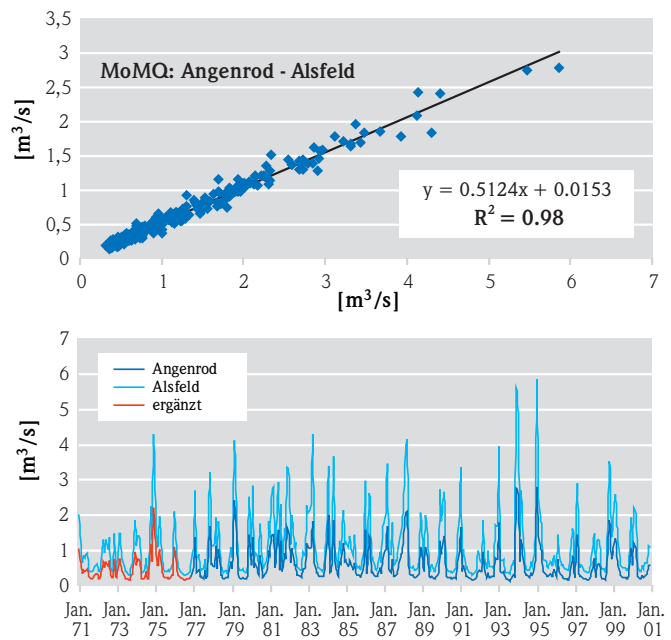 3,5
3
2,5
2
1,5
1
0,5
0
[m³/s]
MoMQ: Angenrod - Alsfeld
y = 0.5124x + 0.0153
R² = 0.98
0 1 2 3 4 5 6 7
[m³/s]
7
6
5
4
3
2
1
0
[m³/s]
Angenrod
Alsfeld
ergänzt
Jan. Jan. Jan. Jan. Jan. Jan. Jan. Jan. Jan. Jan. Jan. Jan. Jan. Jan. Jan. Jan.
71 73 75 77 79 81 83 85 87 89 91 93 95 97 99 01